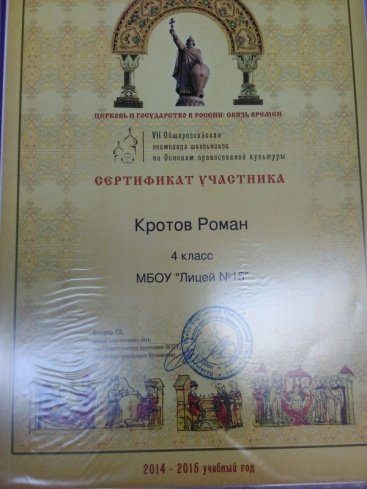 ЦЕРКОВЬ И ГОСУДАРСТВО В РОССИИ: СВЯЗЬ ВРЕМЕН
VII Общероссийская
олимпиада школьников
по Основам православной культуры
СЕРТИФИКАТ УЧАСТНИКА
Кротов Роман
4 класс
МБОУ "Лицей №15"
2014 - 2015 учебный год